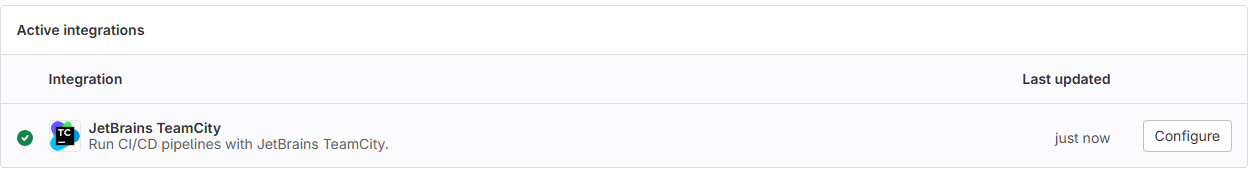 Active integrations
Integration Last updated
TC
JetBrains TeamCity
Run CI/CD pipelines with JetBrains TeamCity.
just now Configure